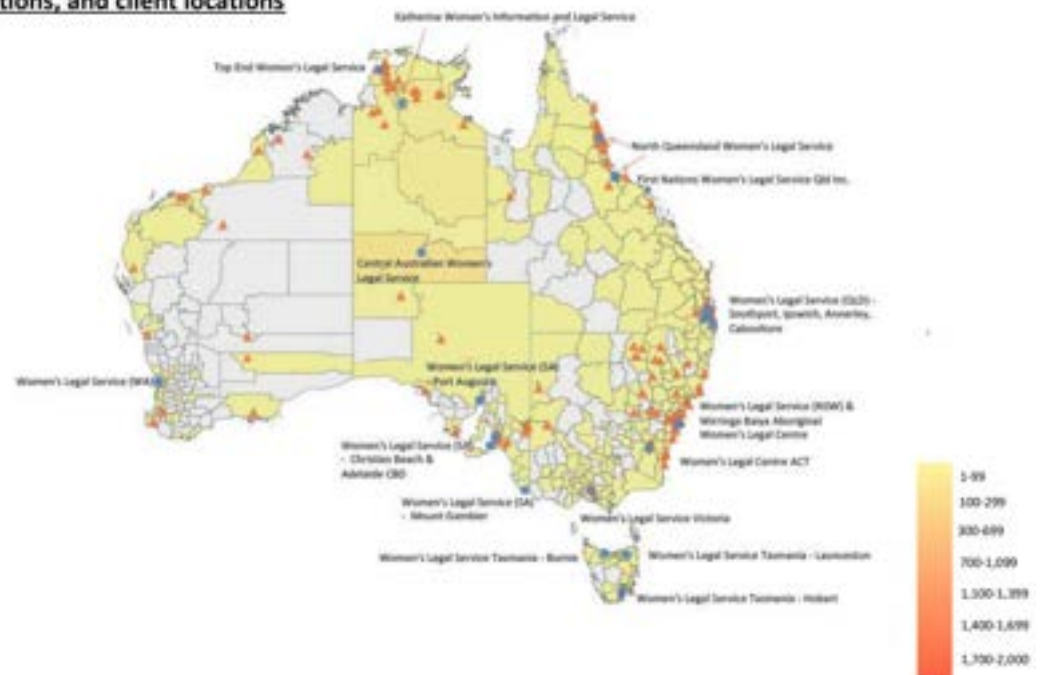 tions, and client locations
Katherine Women's Information and Legal Service
Top End Women's Legal Service
North Queensland Women's Legal Service
First Nations Women's Legal Service Qld Inc.
Central Australian Women's
Legal Service
Women's Legal Service (QLD) -
Southport, Ipswich, Annerley,
Caboolture
Women's Legal Service (SA)
- Port Augusta
Women's Legal Service (WA)
Women's Legal Service (NSW) &
Wirringa Baiya Aboriginal
Women's Legal Centre
Women's Legal Service (SA)
- Christies Beach &
Adelaide CBD
Women's Legal Centre ACT
Women's Legal Service (SA)
- Mount Gambier
Women's Legal Service Victoria
Women's Legal Service Tasmania - Burnie
Women's Legal Service Tasmania - Launceston
Women's Legal Service Tasmania - Hobart
1-99
100-299
300-699
700-1,099
1,100-1,399
1,400-1,699
1,700-2,000